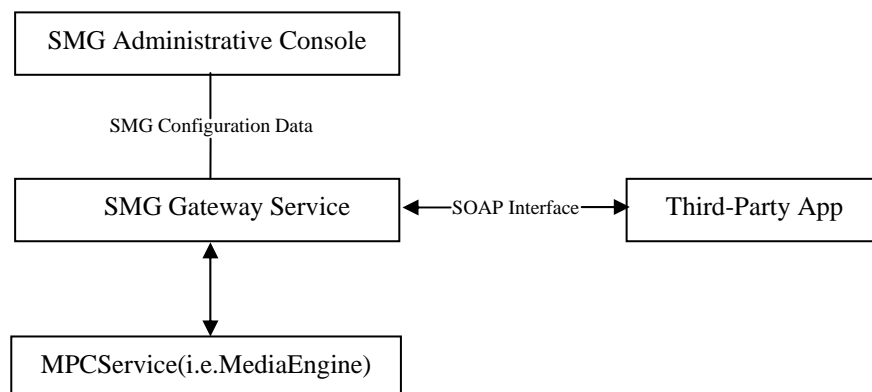 SMG Administrative Console
SMG Configuration Data
SMG Gateway Service
SOAP Interface
Third-Party App
MPCService(i.e.MediaEngine)